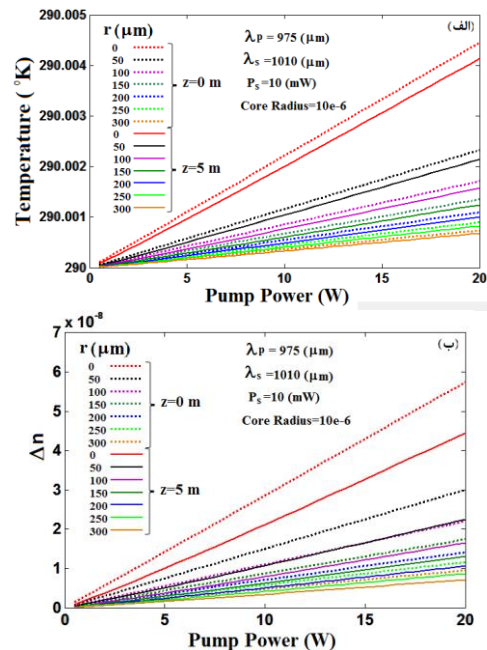 (الف)
290.004
290.003
290.002
290.001
290
Temperature ( °K)
r (μm)
0
50
100
150
200
250
300
0
50
100
150
200
250
300
z=0 m
z=5 m
λp = 975 (μm)
λs =1010 (μm)
Ps =10 (mW)
Core Radius=10e-6
0 5 10 15 20
Pump Power (W)
7 x 10-8
(ب)
6
5
4
3
2
1
0
Δn
r (μm)
0
50
100
150
200
250
300
0
50
100
150
200
250
300
z=0 m
z=5 m
λp = 975 (μm)
λs =1010 (μm)
Ps =10 (mW)
Core Radius=10e-6
0 5 10 15 20
Pump Power (W)